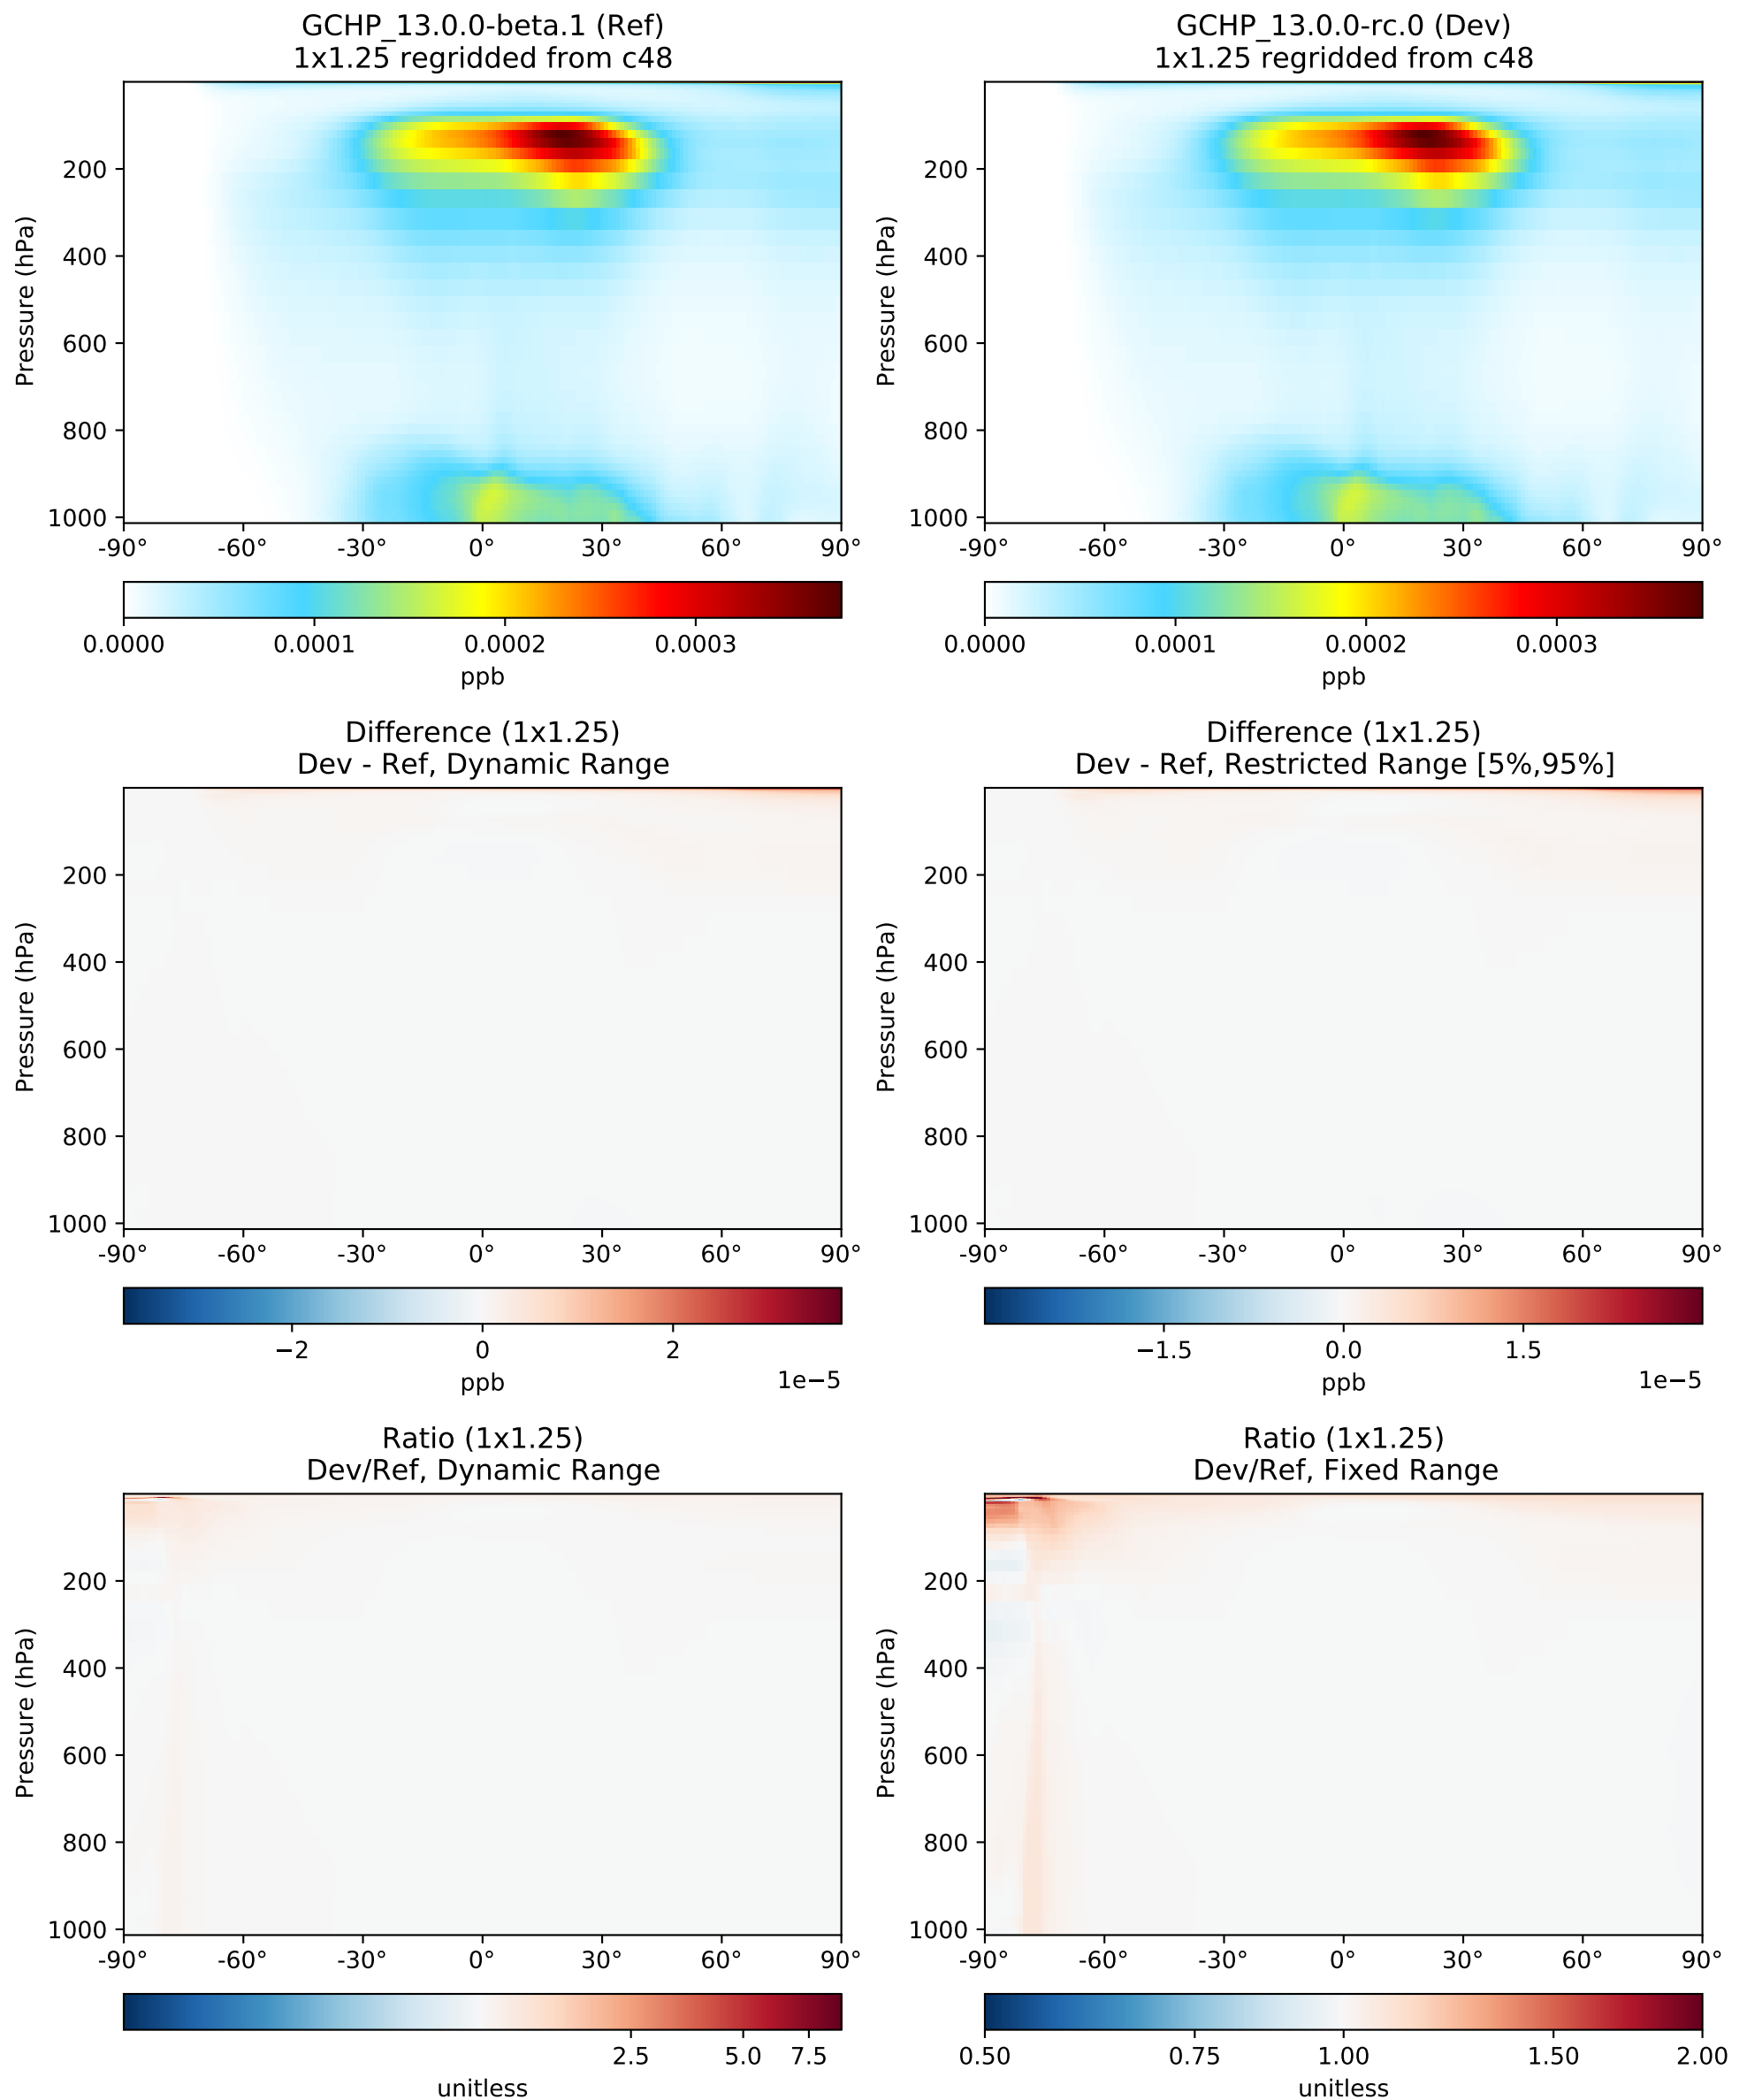 GCHP_13.0.0-beta.1 (Ref)
1x1.25 regridded from c48
Pressure (hPa)
200
400
600
800
1000
-90° -60° -30° 0° 30° 60° 90°
0.0000 0.0001 0.0002 0.0003
ppb
GCHP_13.0.0-rc.0 (Dev)
1x1.25 regridded from c48
Pressure (hPa)
200
400
600
800
1000
-90° -60° -30° 0° 30° 60° 90°
0.0000 0.0001 0.0002 0.0003
ppb
Difference (1x1.25)
Dev - Ref, Dynamic Range
Pressure (hPa)
200
400
600
800
1000
-90° -60° -30° 0° 30° 60° 90°
−2 0 2
ppb 1e−5
Difference (1x1.25)
Dev - Ref, Restricted Range [5%,95%]
Pressure (hPa)
200
400
600
800
1000
-90° -60° -30° 0° 30° 60° 90°
−1.5 0.0 1.5
ppb 1e−5
Ratio (1x1.25)
Dev/Ref, Dynamic Range
Pressure (hPa)
200
400
600
800
1000
-90° -60° -30° 0° 30° 60° 90°
2.5 5.0 7.5
unitless
Ratio (1x1.25)
Dev/Ref, Fixed Range
Pressure (hPa)
200
400
600
800
1000
-90° -60° -30° 0° 30° 60° 90°
0.50 0.75 1.00 1.50 2.00
unitless